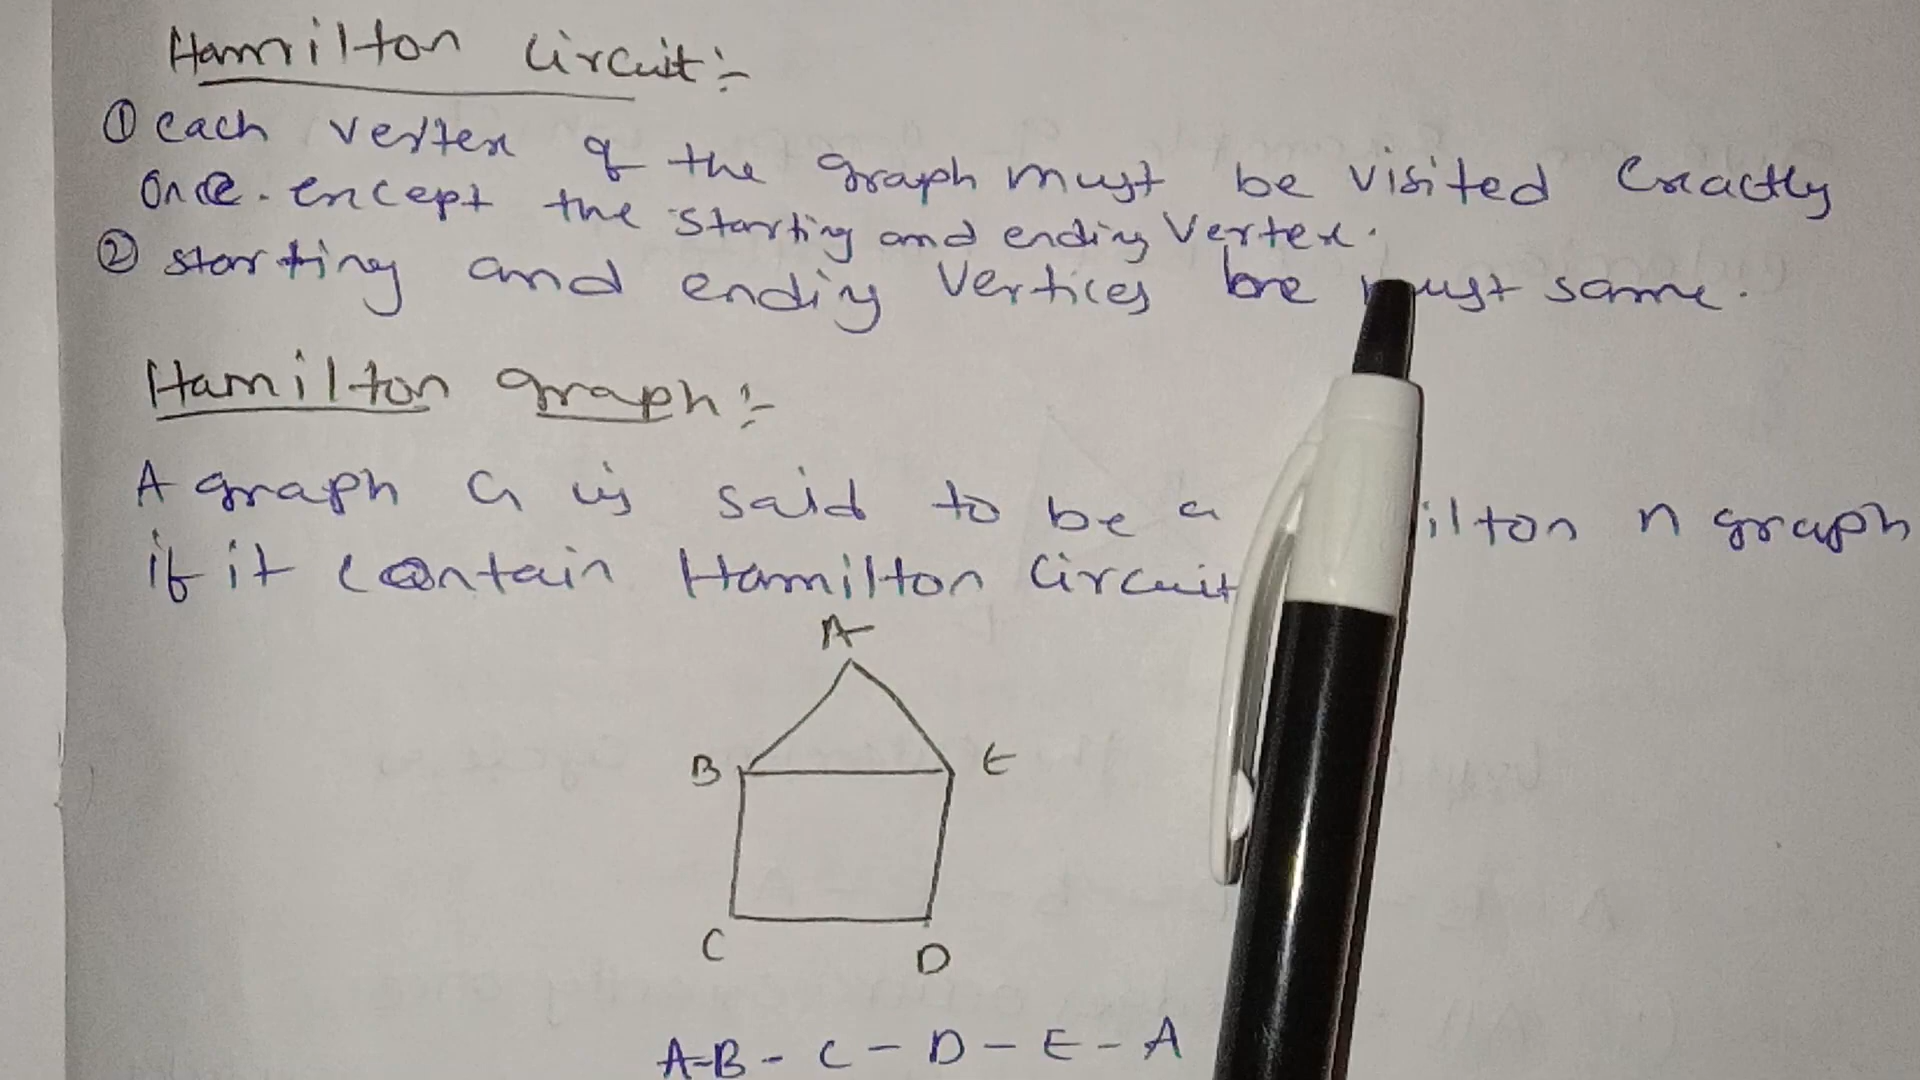 Hamilton Circuit:-
① each vertex of the graph must be visited Exactly
once. except the starting and ending Vertex.
② starting and ending Vertices be must same.
Hamilton graph:-
A graph G is said to be a ilton n graph
if it contain Hamilton Circuit
A
B E
C D
A-B-C-D-E-A